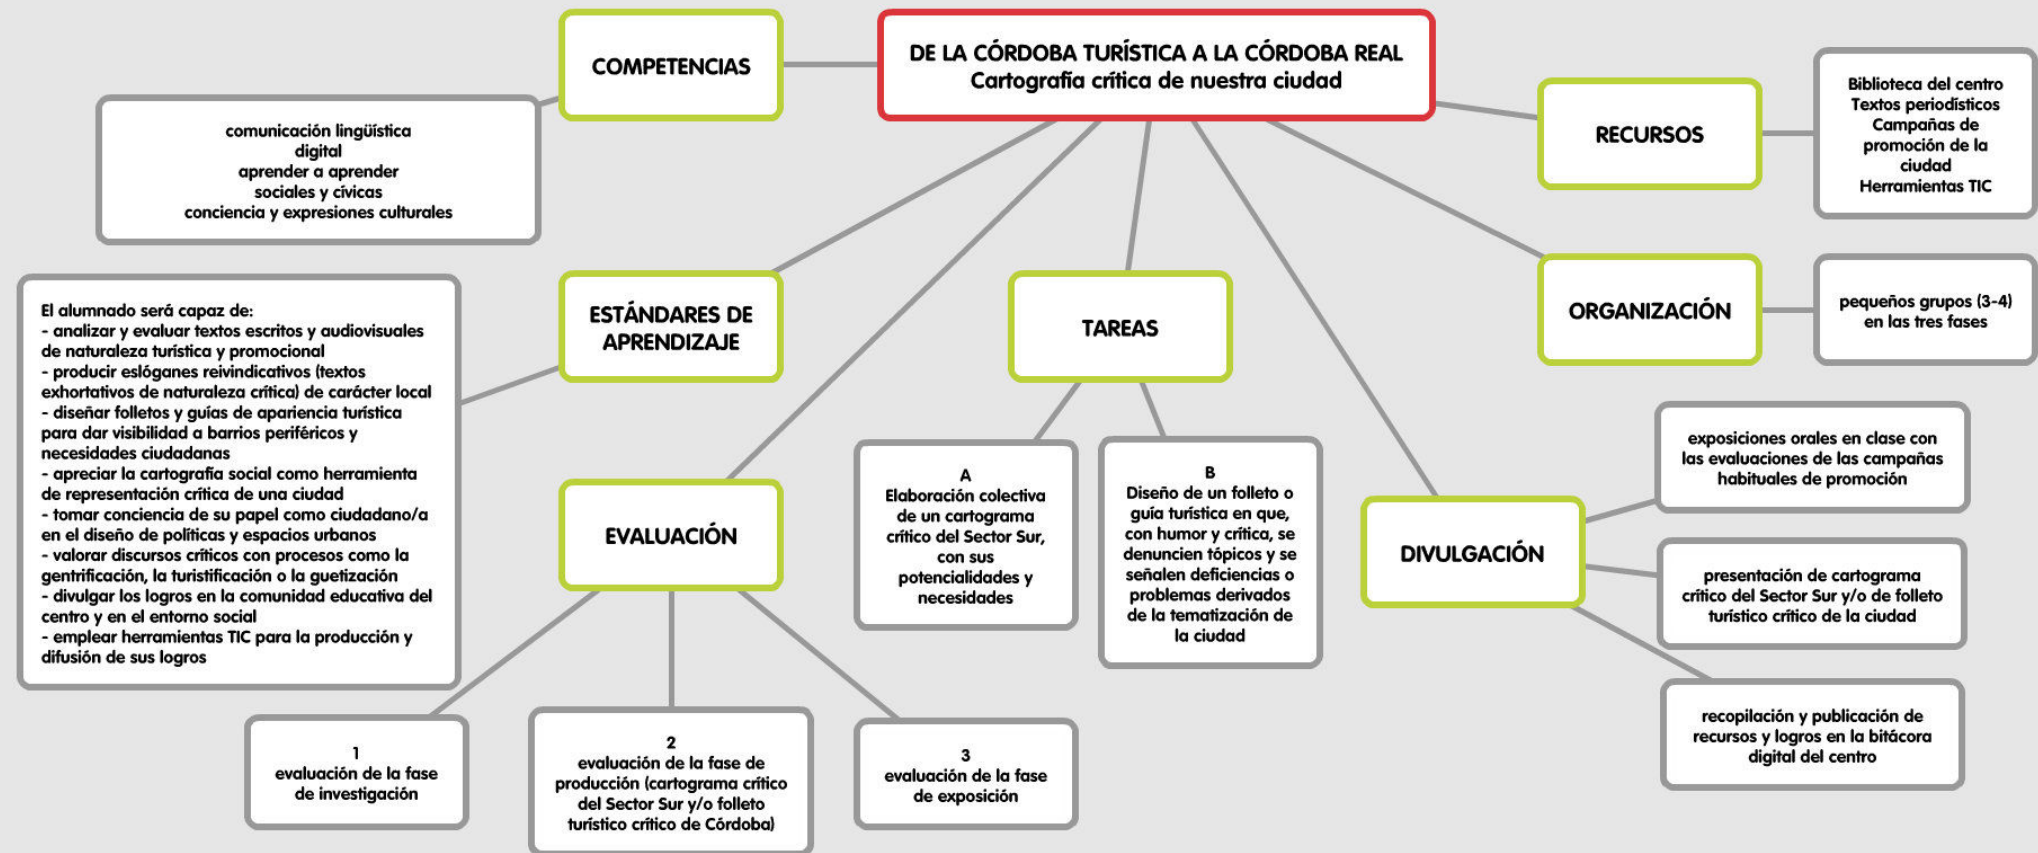 DE LA CÓRDOBA TURÍSTICA A LA CÓRDOBA REAL
Cartografía crítica de nuestra ciudad
COMPETENCIAS
comunicación lingüística
digital
aprender a aprender
sociales y cívicas
conciencia y expresiones culturales
RECURSOS
Biblioteca del centro
Textos periodísticos
Campañas de
promoción de la
ciudad
Herramientas TIC
ESTÁNDARES DE
APRENDIZAJE
El alumnado será capaz de:
- analizar y evaluar textos escritos y audiovisuales
de naturaleza turística y promocional
- producir eslóganes reivindicativos (textos
exhortativos de naturaleza crítica) de carácter local
- diseñar folletos y guías de apariencia turística
para dar visibilidad a barrios periféricos y
necesidades ciudadanas
- apreciar la cartografía social como herramienta
de representación crítica de una ciudad
- tomar conciencia de su papel como ciudadano/a
en el diseño de políticas y espacios urbanos
- valorar discursos críticos con procesos como la
gentrificación, la turistificación o la guetización
- divulgar los logros en la comunidad educativa del
centro y en el entorno social
- emplear herramientas TIC para la producción y
difusión de sus logros
TAREAS
A
Elaboración colectiva
de un cartograma
crítico del Sector Sur,
con sus
potencialidades y
necesidades
B
Diseño de un folleto o
guía turística en que,
con humor y crítica, se
denuncien tópicos y se
señalen deficiencias o
problemas derivados
de la tematización de
la ciudad
ORGANIZACIÓN
pequeños grupos (3-4)
en las tres fases
EVALUACIÓN
1
evaluación de la fase
de investigación
2
evaluación de la fase de
producción (cartograma crítico
del Sector Sur y/o folleto
turístico crítico de Córdoba)
3
evaluación de la fase
de exposición
DIVULGACIÓN
exposiciones orales en clase con
las evaluaciones de las campañas
habituales de promoción
presentación de cartograma
crítico del Sector Sur y/o de folleto
turístico crítico de la ciudad
recopilación y publicación de
recursos y logros en la bitácora
digital del centro